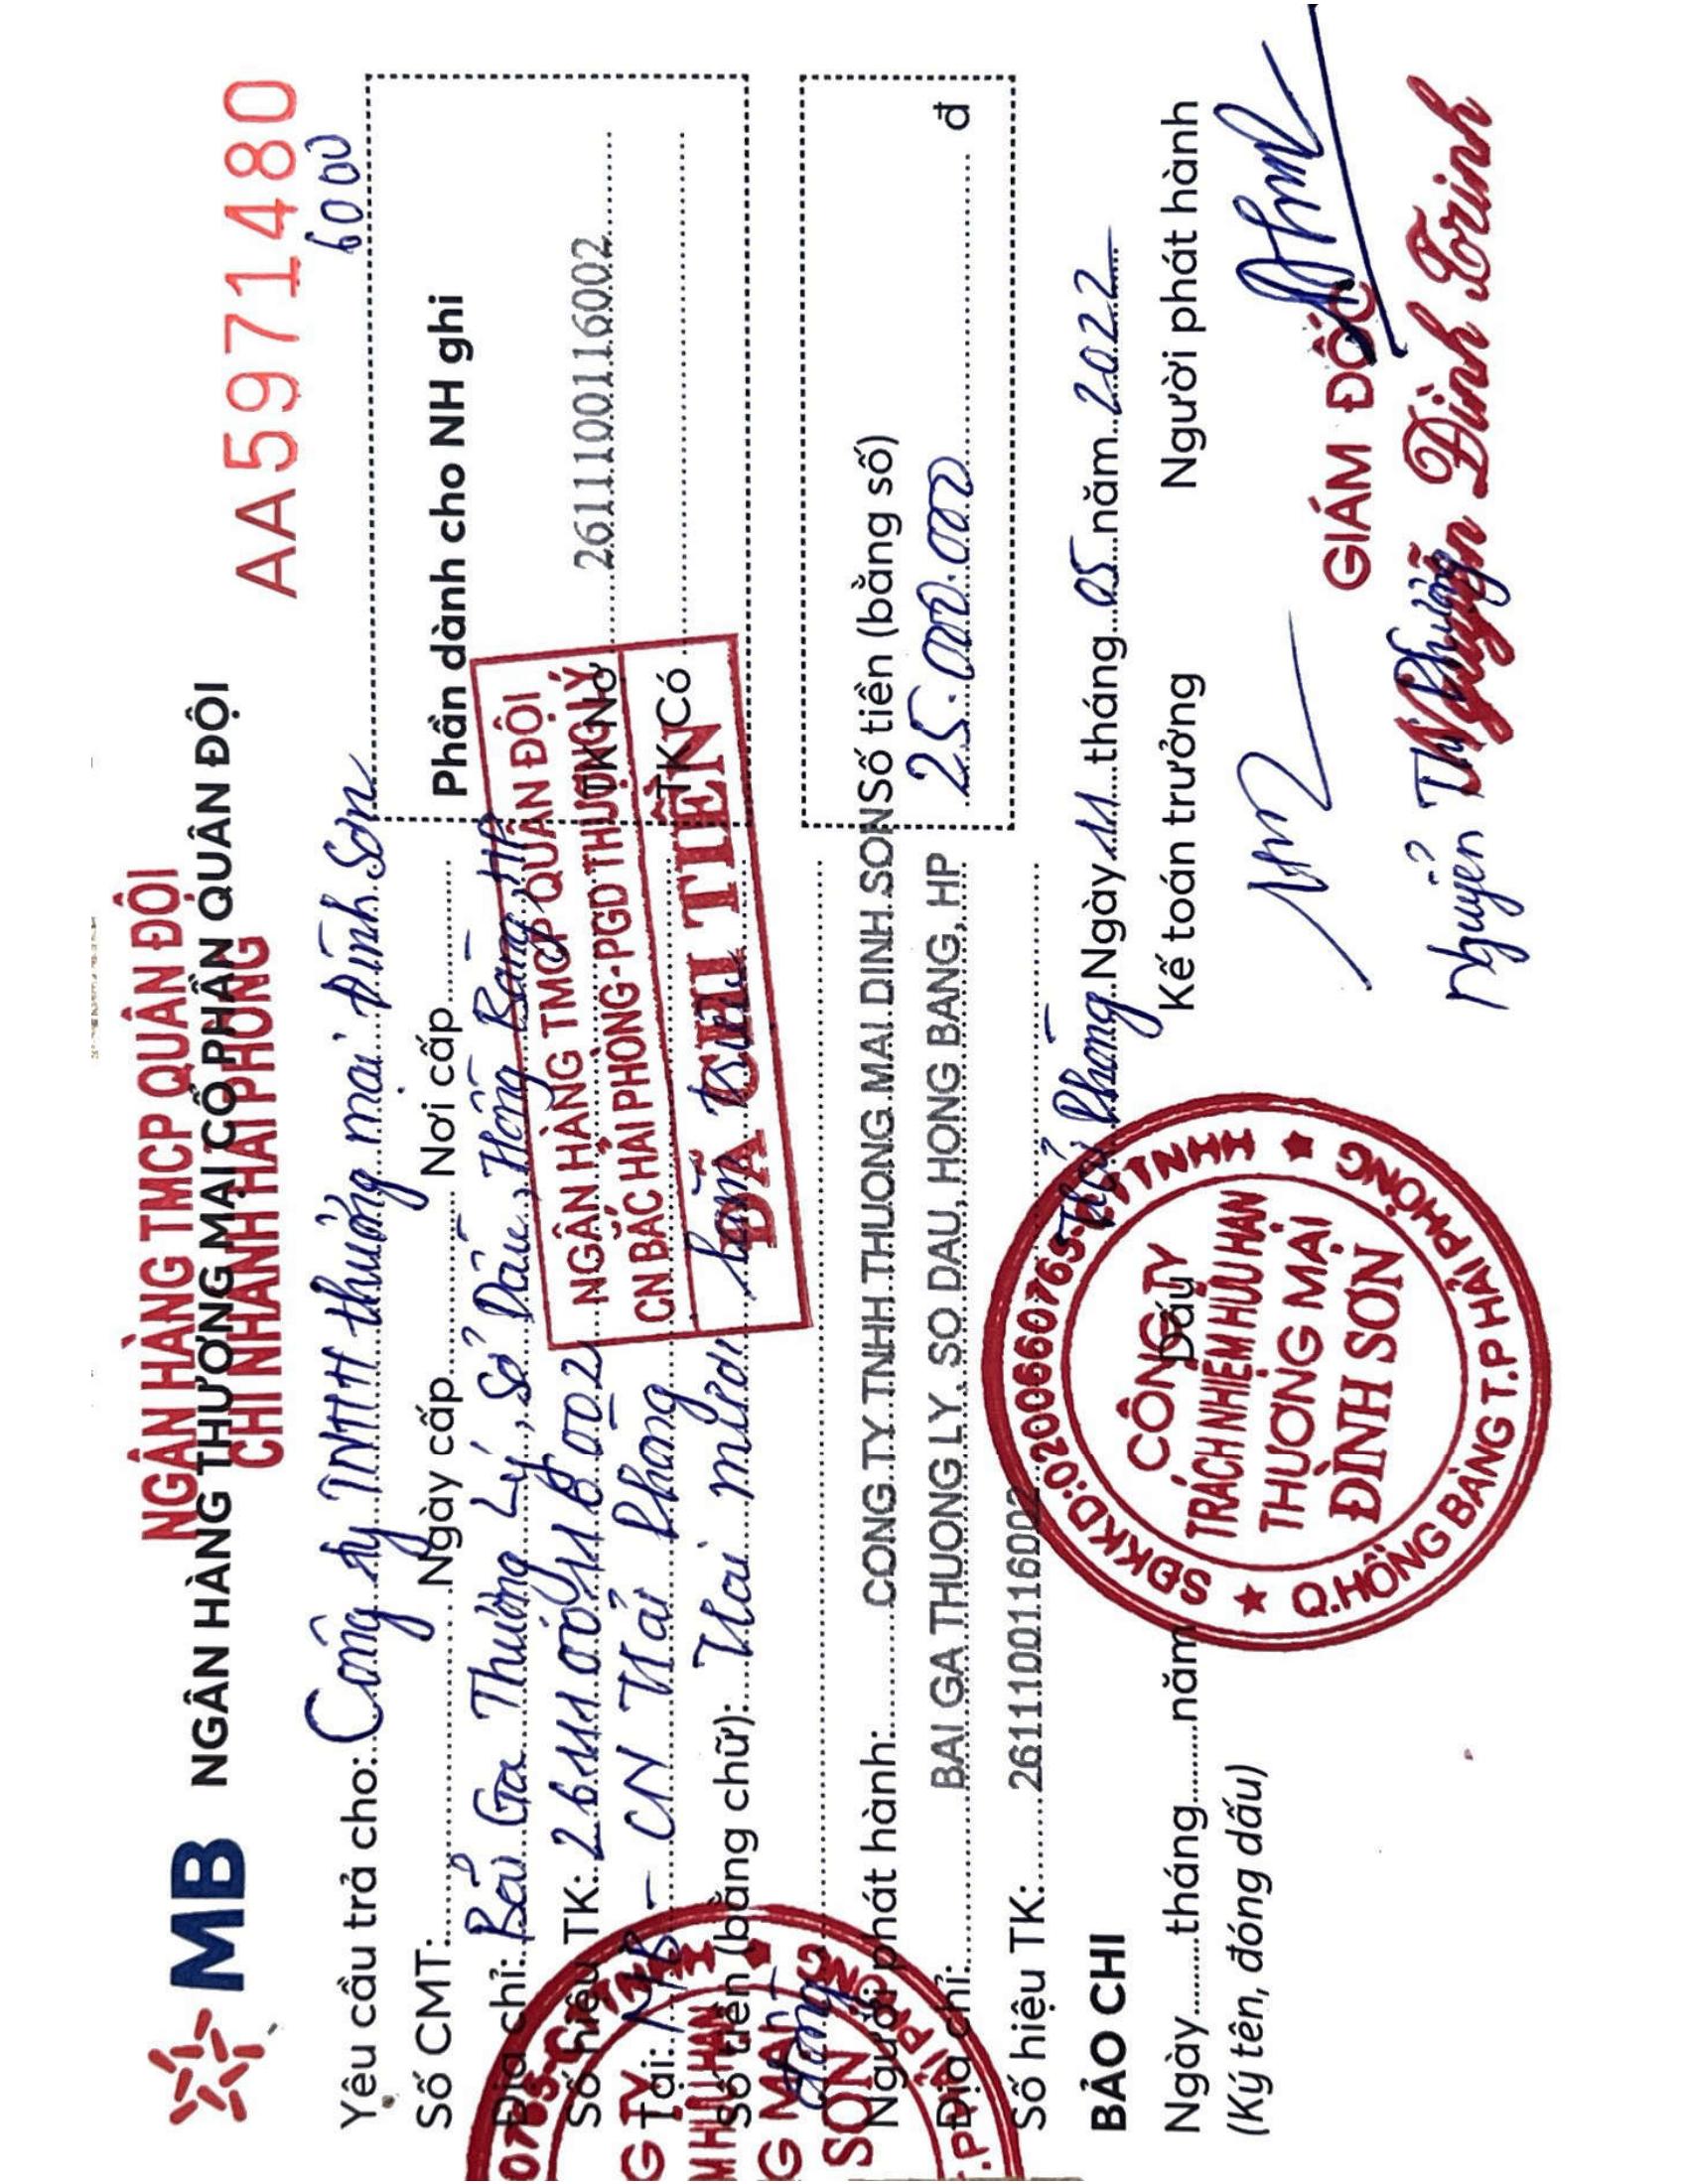 MB NGÂN HÀNG THƯƠNG MẠI CỔ PHẦN QUÂN ĐỘI
NGÂN HÀNG TMCP QUÂN ĐỘI
CHI NHÁNH HẢI PHÒNG
AA5971480
6000
Yêu cầu trả cho: Công ty TNHH thương mại Đình Sơn
Số CMT: Ngày cấp Nơi cấp
Phần dành cho NH ghi
Địa chỉ: Bãi Ga Thượng Lý, Sở Dầu, Hồng Bàng, HP
Số hiệu TK: 2611100116002
TK Nợ 2611100116002
Tại: MB - CN Hải Phòng
TK Có
NGÂN HÀNG TMCP QUÂN ĐỘI
CN BẮC HẢI PHÒNG - PGD THƯỢNG LÝ
ĐÃ CHI TIỀN
Số tiền (bằng chữ): Hai mươi lăm triệu
đồng
Người phát hành: CONG TY TNHH THUONG MAI DINH SON
Số tiền (bằng số)
Địa chỉ: BAI GA THUONG LY, SO DAU, HONG BANG, HP
25.000.000 đ
Số hiệu TK: 2611100116002
0765-C.T.TNHH
G TY
M HỮU HẠN
G MẠI
SƠN
.P HẢI PHÒNG
Hải Phòng Ngày 11 tháng 05 năm 2022
BẢO CHI
Ngày tháng năm
(Ký tên, đóng dấu)
Dấu
Kế toán trưởng
Người phát hành
SĐKKD:0200660765-C.T.TNHH
CÔNG TY
TRÁCH NHIỆM HỮU HẠN
THƯƠNG MẠI
ĐÌNH SƠN
Q.HỒNG BÀNG T.P HẢI PHÒNG
GIÁM ĐỐC
Nguyễn Thị Phượng
Nguyễn Đình Trinh